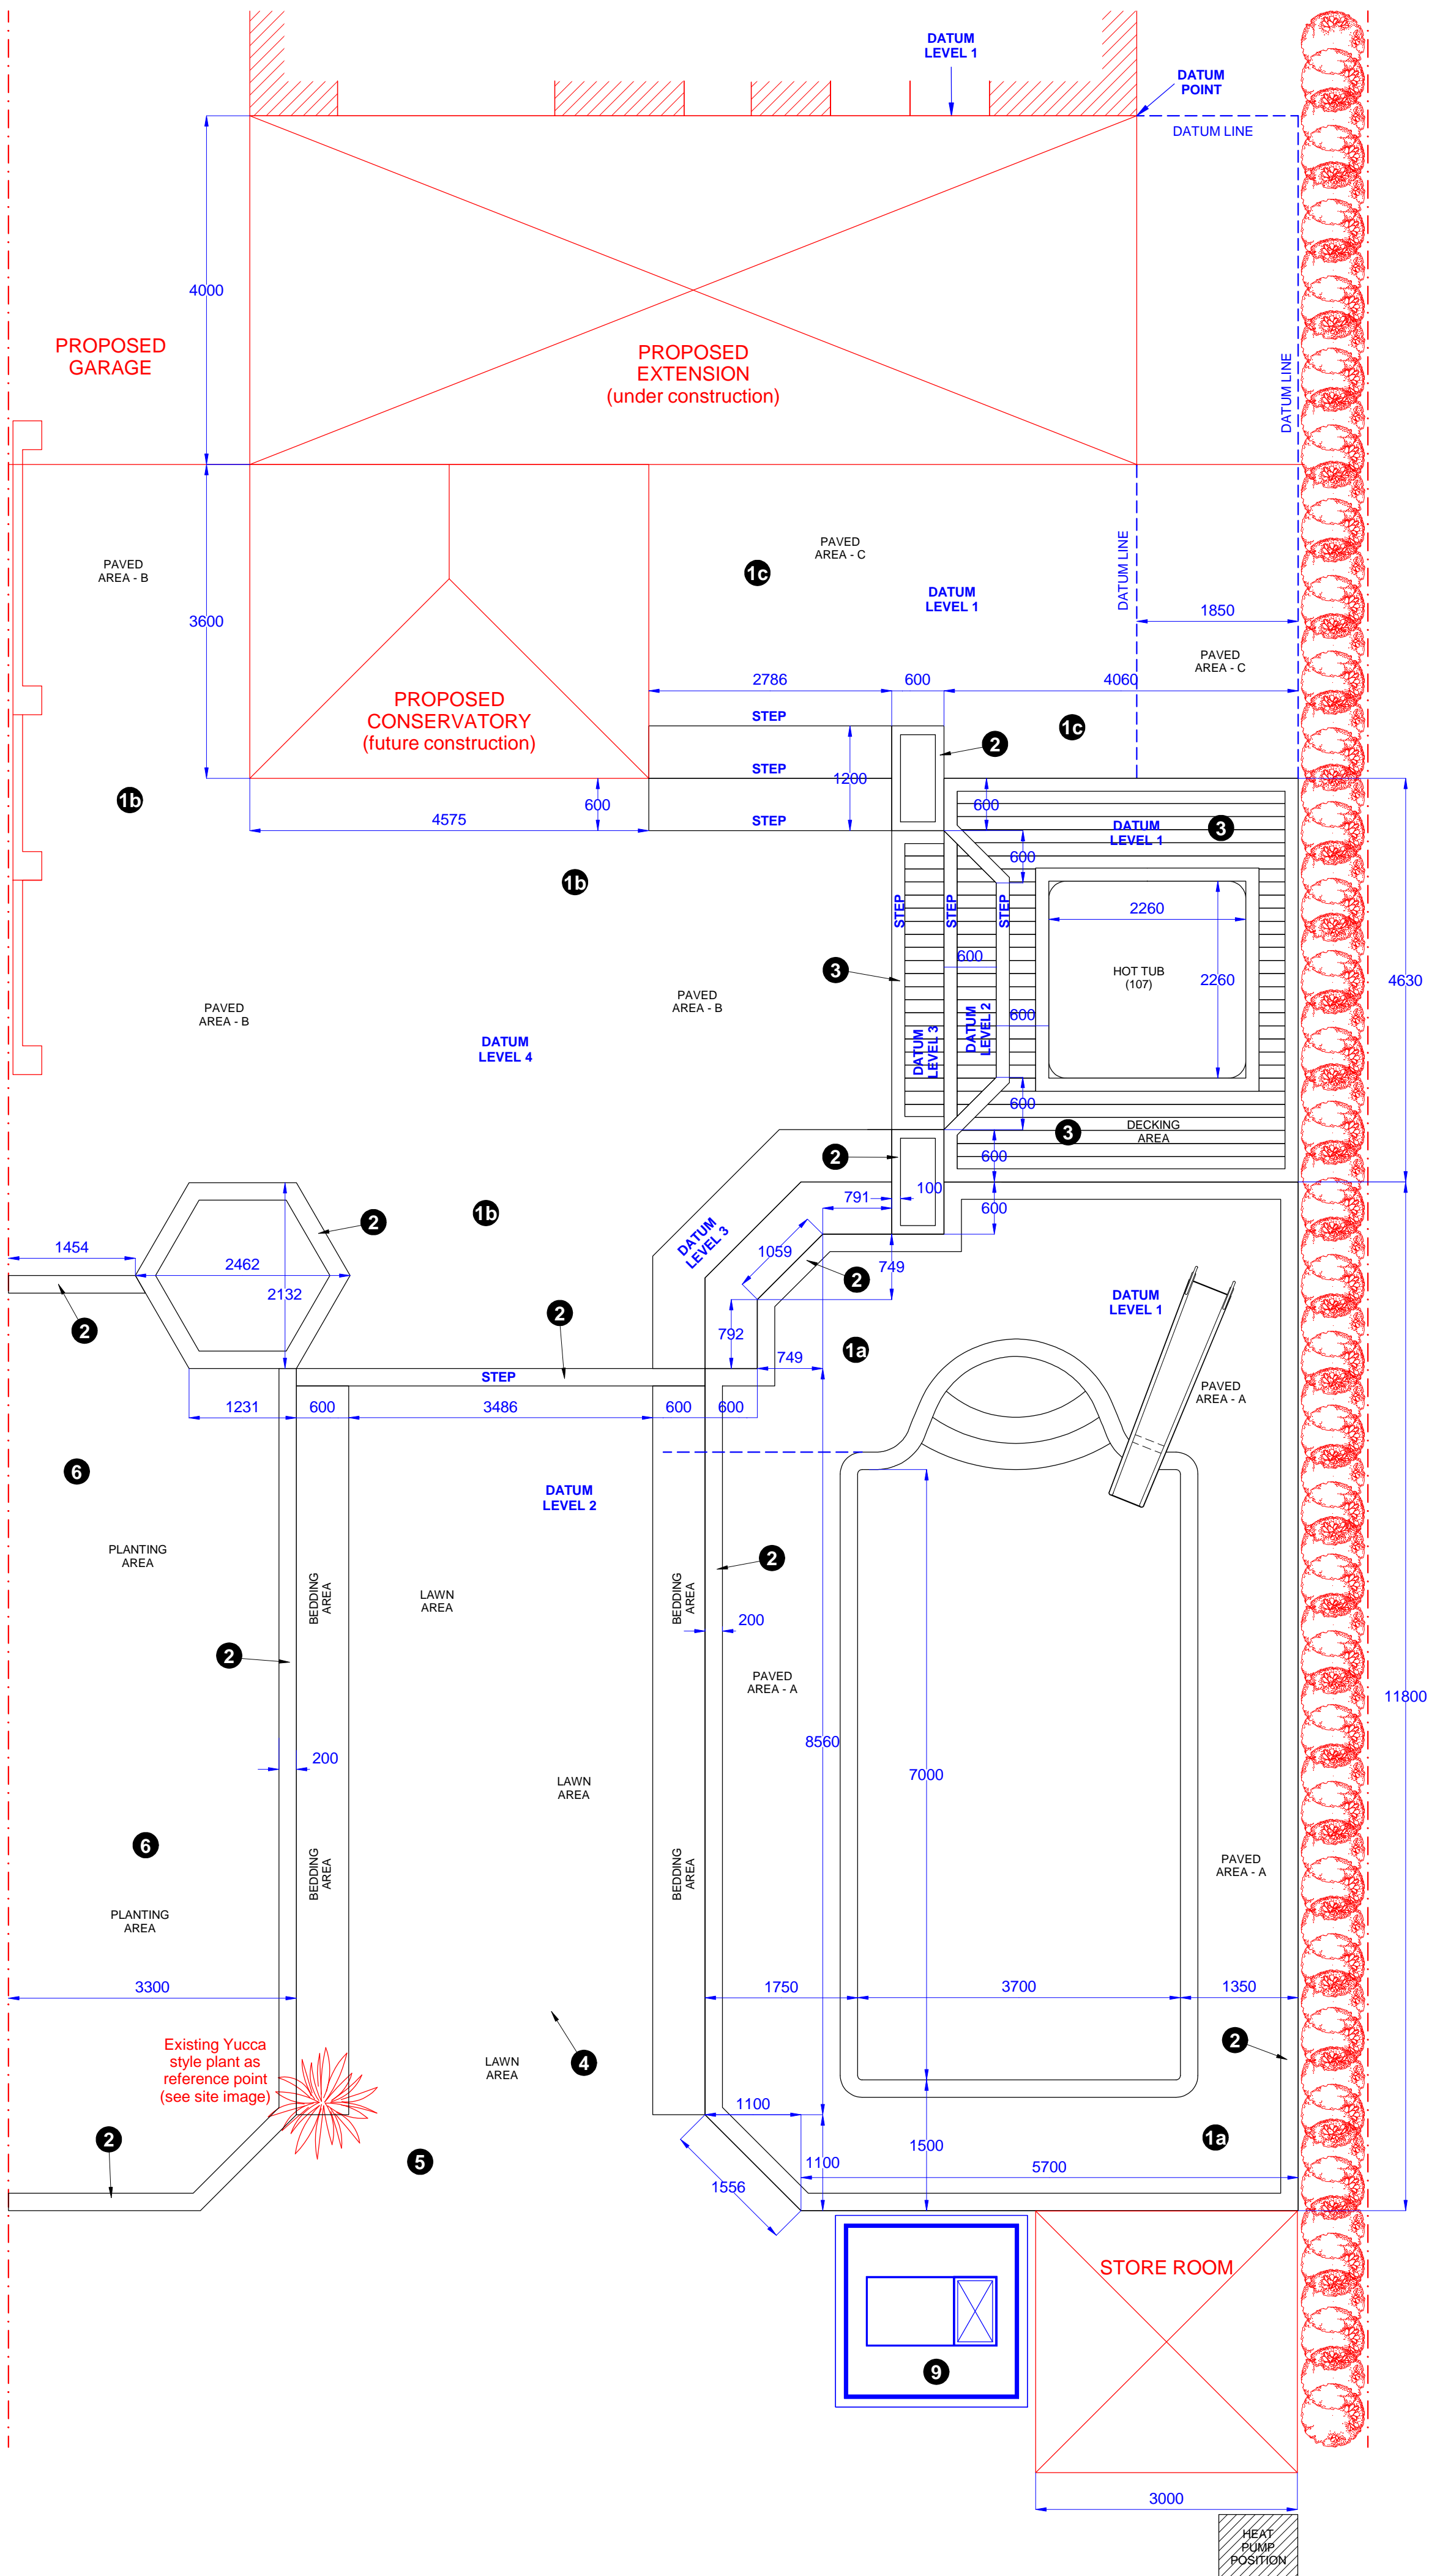 DATUM
LEVEL 1
DATUM
POINT
DATUM LINE
4000
PROPOSED
GARAGE
PROPOSED
EXTENSION
(under construction)
DATUM LINE
PAVED
AREA - B
PAVED
AREA - C
1c
DATUM LINE
DATUM
LEVEL 1
3600
1850
PAVED
AREA - C
2786
600
4060
PROPOSED
CONSERVATORY
(future construction)
STEP
1c
2
STEP
1200
1b
600
600
4575
STEP
DATUM
LEVEL 1
3
600
1b
STEP
STEP
STEP
2260
600
3
HOT TUB
(107)
2260
4630
PAVED
AREA - B
PAVED
AREA - B
600
DATUM
LEVEL 4
DATUM
LEVEL 3
DATUM
LEVEL 2
600
3
DECKING
AREA
2
600
791
100
600
1b
2
DATUM
LEVEL 3
1454
2462
1059
749
2
2132
DATUM
LEVEL 1
2
2
792
1a
749
STEP
PAVED
AREA - A
1231
600
3486
600
600
6
DATUM
LEVEL 2
PLANTING
AREA
2
BEDDING
AREA
LAWN
AREA
BEDDING
AREA
200
2
PAVED
AREA - A
11800
8560
200
7000
LAWN
AREA
6
BEDDING
AREA
BEDDING
AREA
PAVED
AREA - A
PLANTING
AREA
3300
1750
3700
1350
Existing Yucca
style plant as
reference point
(see site image)
2
LAWN
AREA
4
1100
2
1a
5
1500
1100
5700
1556
STORE ROOM
9
3000
HEAT
PUMP
POSITION